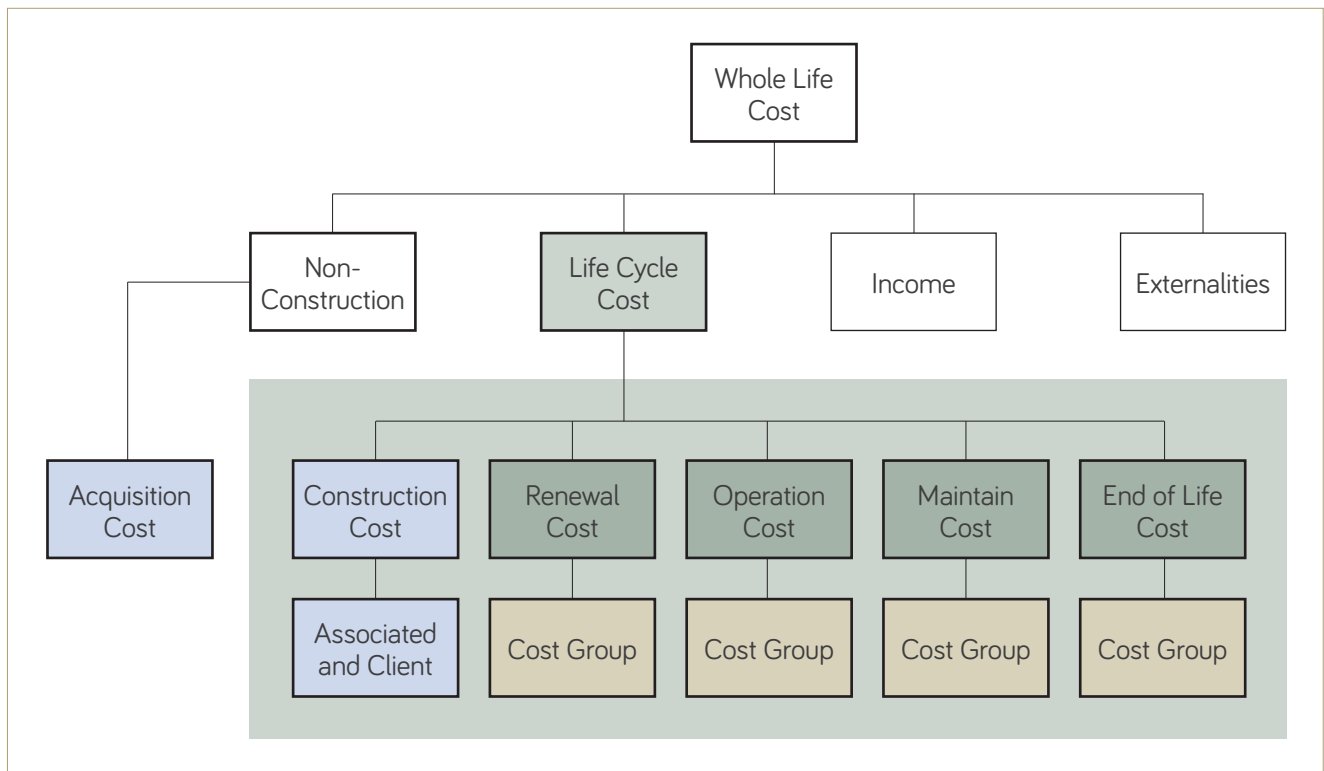 Whole Life
Cost
Non-
Construction
Life Cycle
Cost
Income
Externalities
Acquisition
Cost
Construction
Cost
Renewal
Cost
Operation
Cost
Maintain
Cost
End of Life
Cost
Associated
and Client
Cost Group
Cost Group
Cost Group
Cost Group